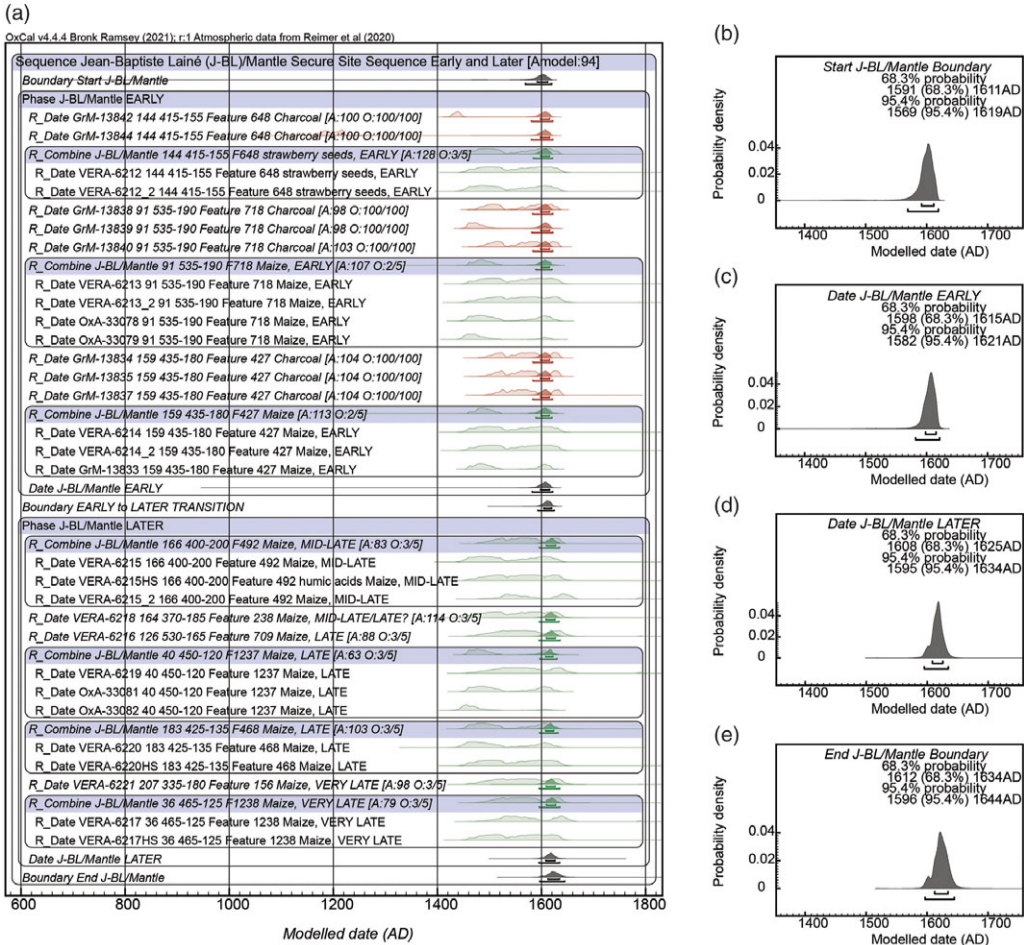 (a)
OxCal v4.4.4 Bronk Ramsey (2021); r:1 Atmospheric data from Reimer et al (2020)
Sequence Jean-Baptiste Lainé (J-BL)/Mantle Secure Site Sequence Early and Later [Amodel:94]
Boundary Start J-BL/Mantle
Phase J-BL/Mantle EARLY
R_Date GrM-13842 144 415-155 Feature 648 Charcoal [A:100 O:100/100]
R_Date GrM-13844 144 415-155 Feature 648 Charcoal [A:100 O:100/100]
R_Combine J-BL/Mantle 144 415-155 F648 strawberry seeds, EARLY [A:128 O:3/5]
R_Date VERA-6212 144 415-155 Feature 648 strawberry seeds, EARLY
R_Date VERA-6212_2 144 415-155 Feature 648 strawberry seeds, EARLY
R_Date GrM-13838 91 535-190 Feature 718 Charcoal [A:98 O:100/100]
R_Date GrM-13839 91 535-190 Feature 718 Charcoal [A:98 O:100/100]
R_Date GrM-13840 91 535-190 Feature 718 Charcoal [A:103 O:100/100]
R_Combine J-BL/Mantle 91 535-190 F718 Maize, EARLY [A:107 O:2/5]
R_Date VERA-6213 91 535-190 Feature 718 Maize, EARLY
R_Date VERA-6213_2 91 535-190 Feature 718 Maize, EARLY
R_Date OxA-33078 91 535-190 Feature 718 Maize, EARLY
R_Date OxA-33079 91 535-190 Feature 718 Maize, EARLY
R_Date GrM-13834 159 435-180 Feature 427 Charcoal [A:104 O:100/100]
R_Date GrM-13835 159 435-180 Feature 427 Charcoal [A:104 O:100/100]
R_Date GrM-13837 159 435-180 Feature 427 Charcoal [A:104 O:100/100]
R_Combine J-BL/Mantle 159 435-180 F427 Maize [A:113 O:2/5]
R_Date VERA-6214 159 435-180 Feature 427 Maize, EARLY
R_Date VERA-6214_2 159 435-180 Feature 427 Maize, EARLY
R_Date GrM-13833 159 435-180 Feature 427 Maize, EARLY
Date J-BL/Mantle EARLY
Boundary EARLY to LATER TRANSITION
Phase J-BL/Mantle LATER
R_Combine J-BL/Mantle 166 400-200 F492 Maize, MID-LATE [A:83 O:3/5]
R_Date VERA-6215 166 400-200 Feature 492 Maize, MID-LATE
R_Date VERA-6215HS 166 400-200 Feature 492 humic acids Maize, MID-LATE
R_Date VERA-6215_2 166 400-200 Feature 492 Maize, MID-LATE
R_Date VERA-6218 164 370-185 Feature 238 Maize, MID-LATE/LATE? [A:114 O:3/5]
R_Date VERA-6216 126 530-165 Feature 709 Maize, LATE [A:88 O:3/5]
R_Combine J-BL/Mantle 40 450-120 F1237 Maize, LATE [A:63 O:3/5]
R_Date VERA-6219 40 450-120 Feature 1237 Maize, LATE
R_Date OxA-33081 40 450-120 Feature 1237 Maize, LATE
R_Date OxA-33082 40 450-120 Feature 1237 Maize, LATE
R_Combine J-BL/Mantle 183 425-135 F468 Maize, LATE [A:103 O:3/5]
R_Date VERA-6220 183 425-135 Feature 468 Maize, LATE
R_Date VERA-6220HS 183 425-135 Feature 468 Maize, LATE
R_Date VERA-6221 207 335-180 Feature 156 Maize, VERY LATE [A:98 O:3/5]
R_Combine J-BL/Mantle 36 465-125 F1238 Maize, VERY LATE [A:79 O:3/5]
R_Date VERA-6217 36 465-125 Feature 1238 Maize, VERY LATE
R_Date VERA-6217HS 36 465-125 Feature 1238 Maize, VERY LATE
Date J-BL/Mantle LATER
Boundary End J-BL/Mantle
600 800 1000 1200 1400 1600 1800
Modelled date (AD)
(b)
Start J-BL/Mantle Boundary
68.3% probability
1591 (68.3%) 1611AD
95.4% probability
1569 (95.4%) 1619AD
Probability density
0.04
0.02
0
1400 1500 1600 1700
Modelled date (AD)
(c)
Date J-BL/Mantle EARLY
68.3% probability
1598 (68.3%) 1615AD
95.4% probability
1582 (95.4%) 1621AD
Probability density
0.04
0.02
0
1400 1500 1600 1700
Modelled date (AD)
(d)
Date J-BL/Mantle LATER
68.3% probability
1608 (68.3%) 1625AD
95.4% probability
1595 (95.4%) 1634AD
Probability density
0.04
0.02
0
1400 1500 1600 1700
Modelled date (AD)
(e)
End J-BL/Mantle Boundary
68.3% probability
1612 (68.3%) 1634AD
95.4% probability
1596 (95.4%) 1644AD
Probability density
0.04
0.02
0
1400 1500 1600 1700
Modelled date (AD)